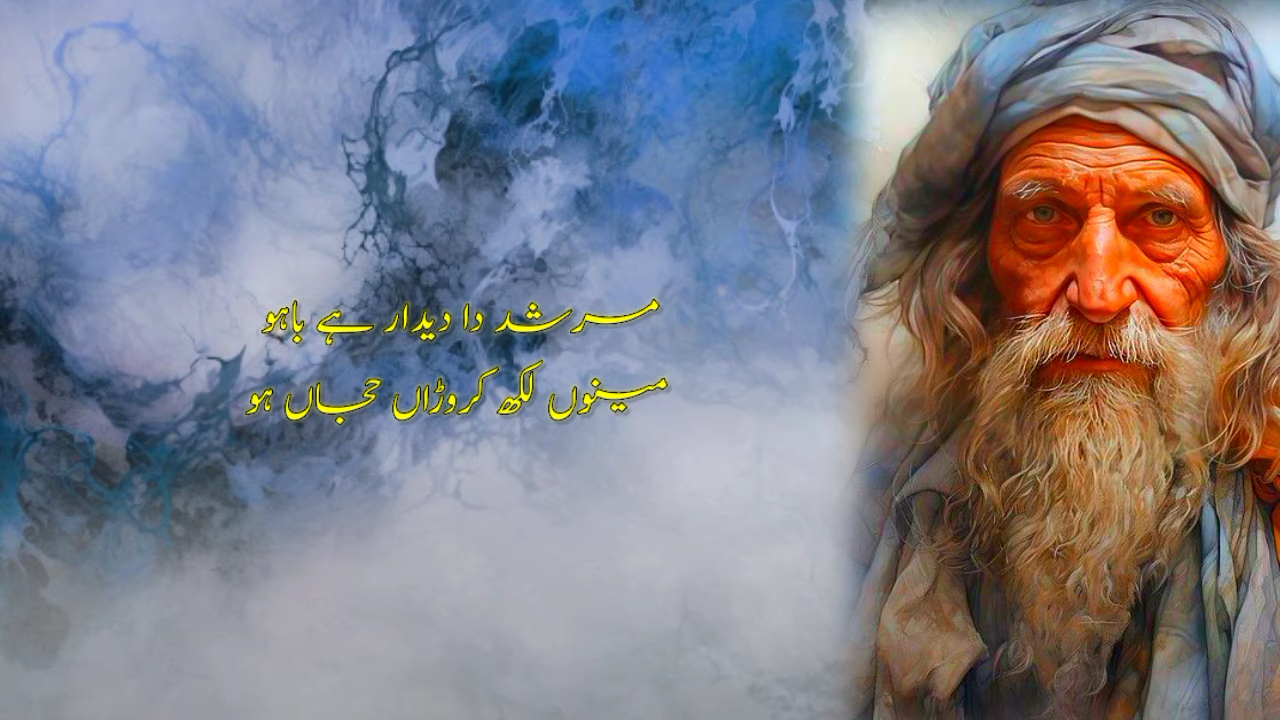 مرشد دا دیدار ہے باہو
مینوں لکھ کروڑاں حجاں ہو